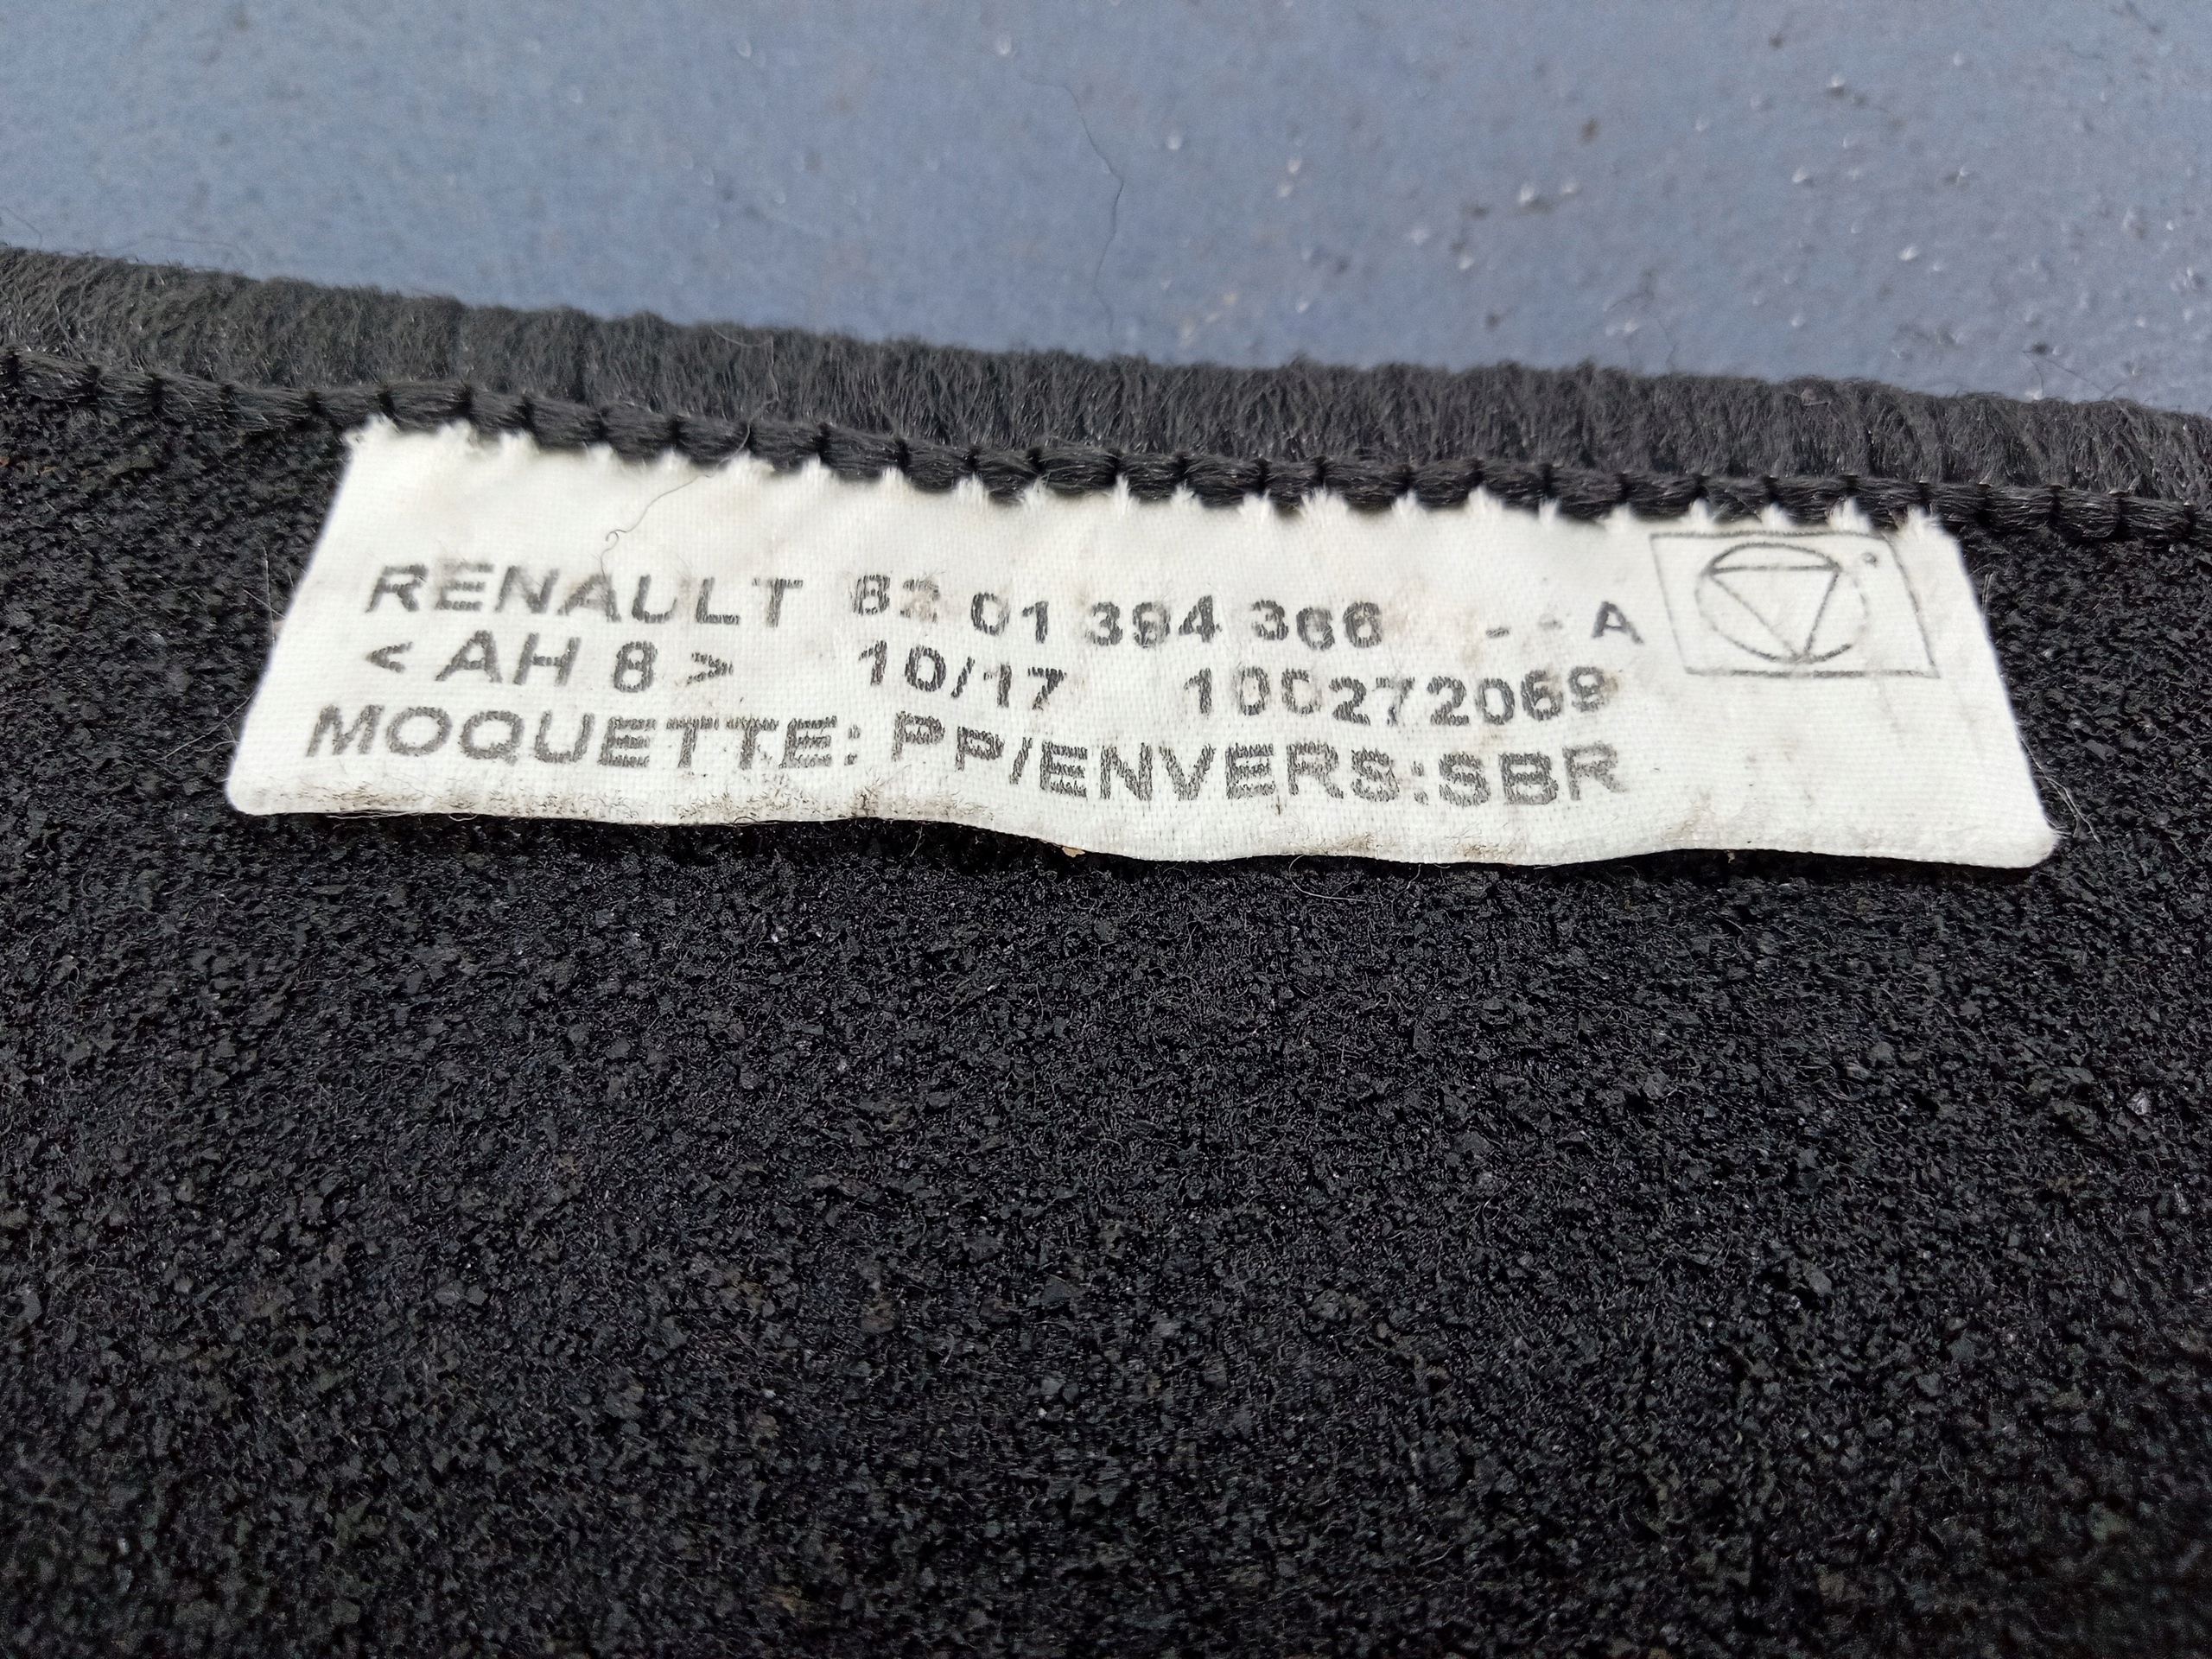 RENAULT 82 01 394 366 -- A
< AH 8 > 10/17 100272069
MOQUETTE: PP/ENVERS:SBR